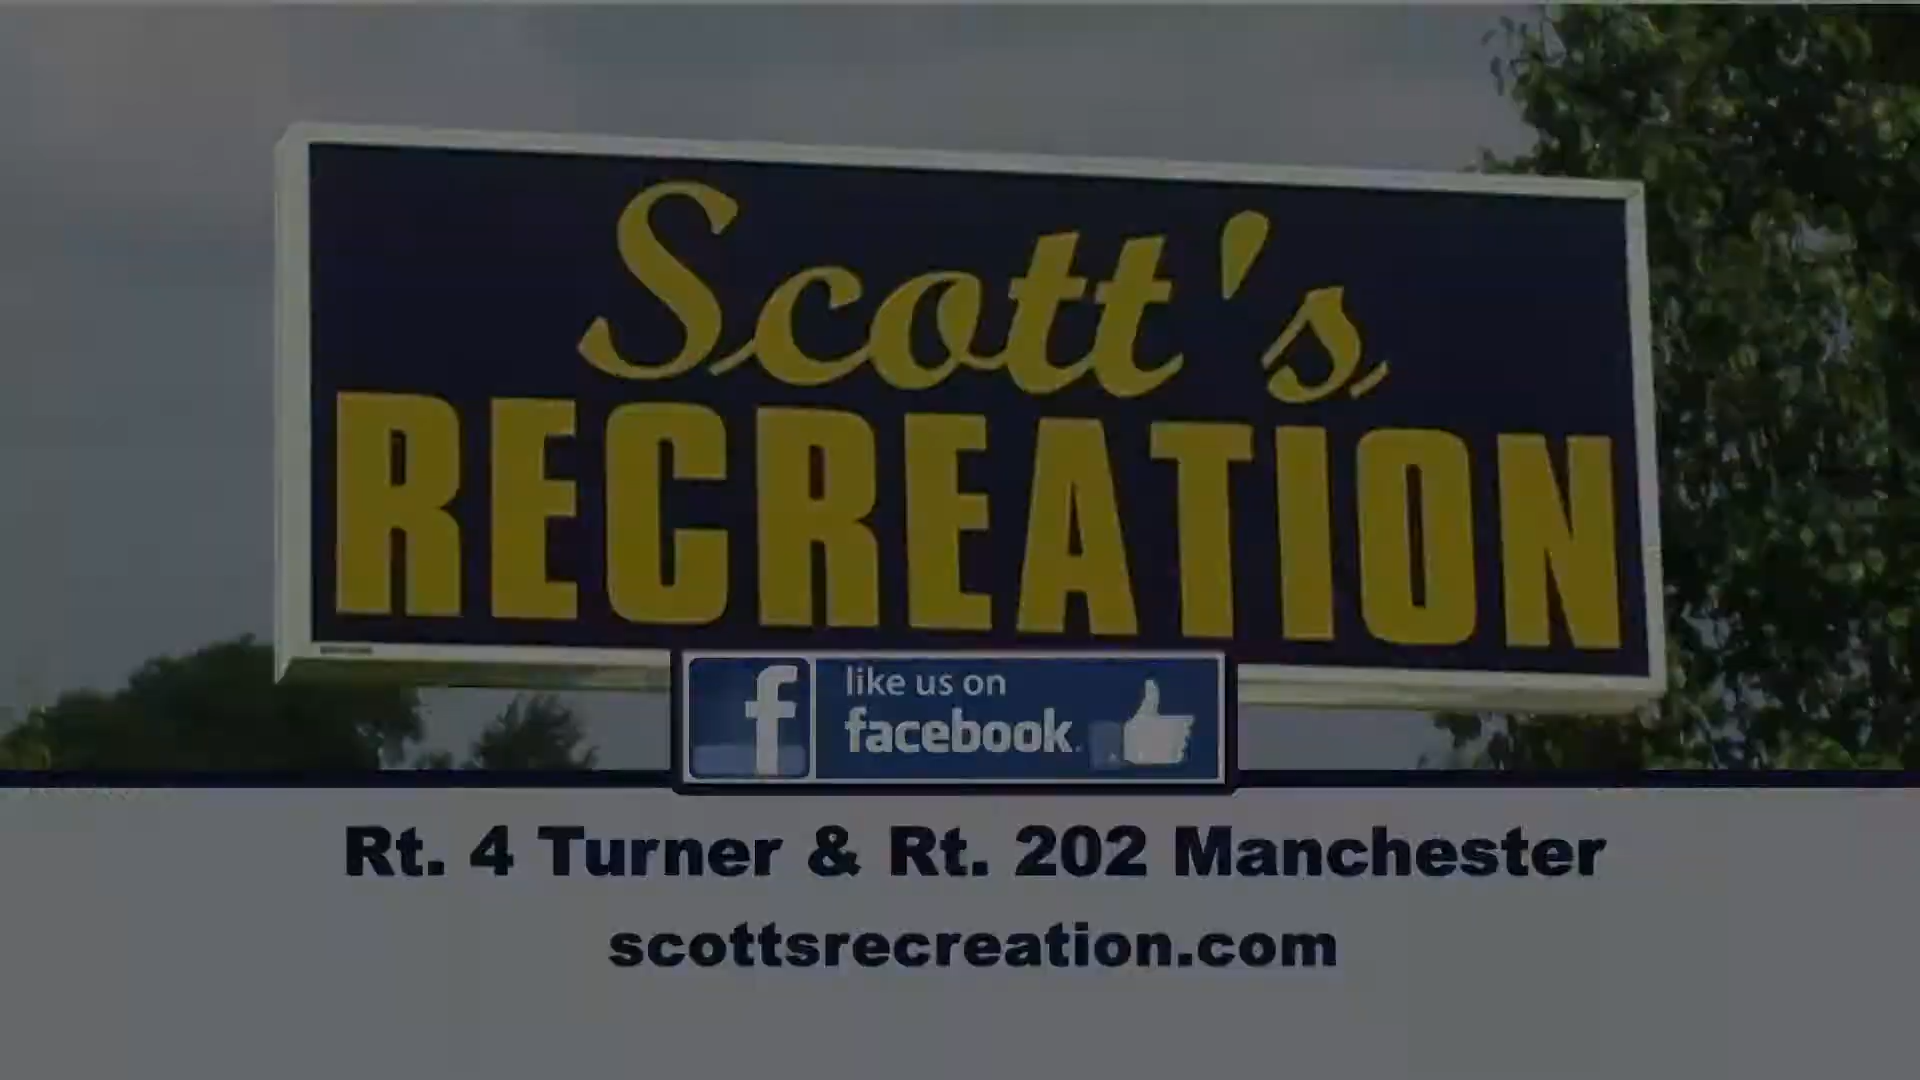 Scott's
RECREATION
f
like us on
facebook
Rt. 4 Turner & Rt. 202 Manchester
scottsrecreation.com